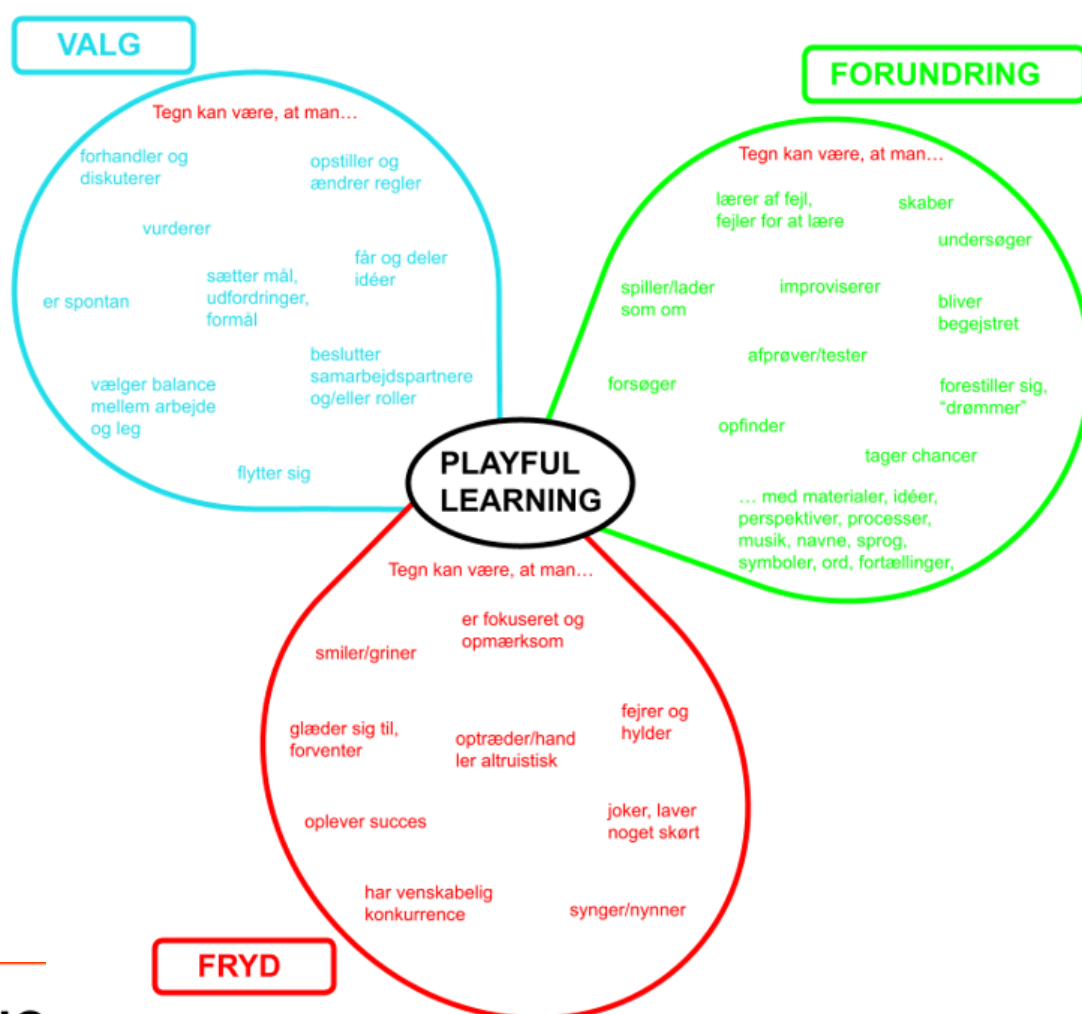 VALG
Tegn kan være, at man…
forhandler og
diskuterer
opstiller og
ændrer regler
vurderer
får og deler
idéer
er spontan
sætter mål,
udfordringer,
formål
beslutter
samarbejdspartnere
og/eller roller
vælger balance
mellem arbejde
og leg
flytter sig
FORUNDRING
Tegn kan være, at man…
lærer af fejl,
fejler for at lære
skaber
undersøger
spiller/lader
som om
improviserer
bliver
begejstret
afprøver/tester
forsøger
forestiller sig,
“drømmer”
opfinder
tager chancer
… med materialer, idéer,
perspektiver, processer,
musik, navne, sprog,
symboler, ord, fortællinger,
PLAYFUL
LEARNING
Tegn kan være, at man…
er fokuseret og
opmærksom
smiler/griner
fejrer og
hylder
glæder sig til,
forventer
optræder/hand
ler altruistisk
oplever succes
joker, laver
noget skørt
har venskabelig
konkurrence
synger/nynner
FRYD